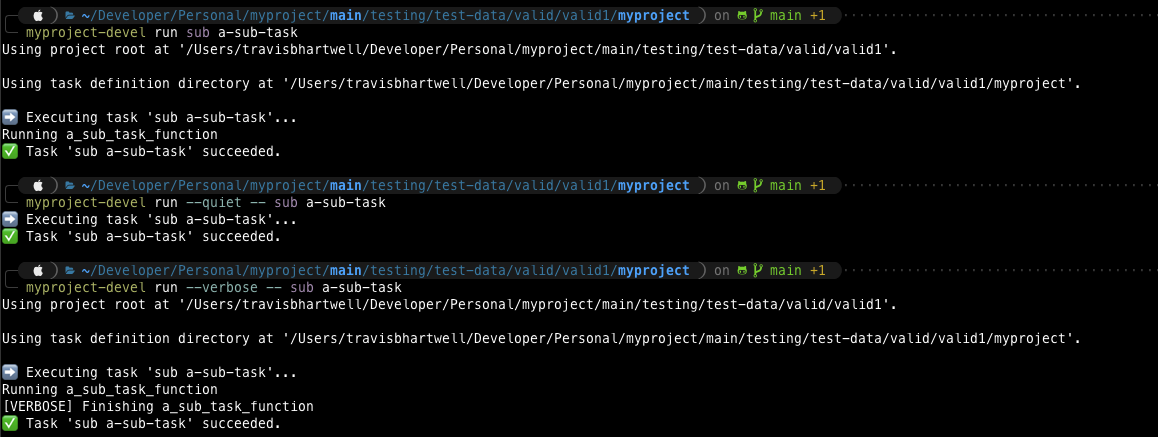 ~/Developer/Personal/myproject/main/testing/test-data/valid/valid1/myproject ) on main +1
myproject-devel run sub a-sub-task
Using project root at '/Users/travisbhartwell/Developer/Personal/myproject/main/testing/test-data/valid/valid1'.
Using task definition directory at '/Users/travisbhartwell/Developer/Personal/myproject/main/testing/test-data/valid/valid1/myproject'.
➡️ Executing task 'sub a-sub-task'...
Running a_sub_task_function
✅ Task 'sub a-sub-task' succeeded.
~/Developer/Personal/myproject/main/testing/test-data/valid/valid1/myproject ) on main +1
myproject-devel run --quiet -- sub a-sub-task
➡️ Executing task 'sub a-sub-task'...
✅ Task 'sub a-sub-task' succeeded.
~/Developer/Personal/myproject/main/testing/test-data/valid/valid1/myproject ) on main +1
myproject-devel run --verbose -- sub a-sub-task
Using project root at '/Users/travisbhartwell/Developer/Personal/myproject/main/testing/test-data/valid/valid1'.
Using task definition directory at '/Users/travisbhartwell/Developer/Personal/myproject/main/testing/test-data/valid/valid1/myproject'.
➡️ Executing task 'sub a-sub-task'...
Running a_sub_task_function
[VERBOSE] Finishing a_sub_task_function
✅ Task 'sub a-sub-task' succeeded.